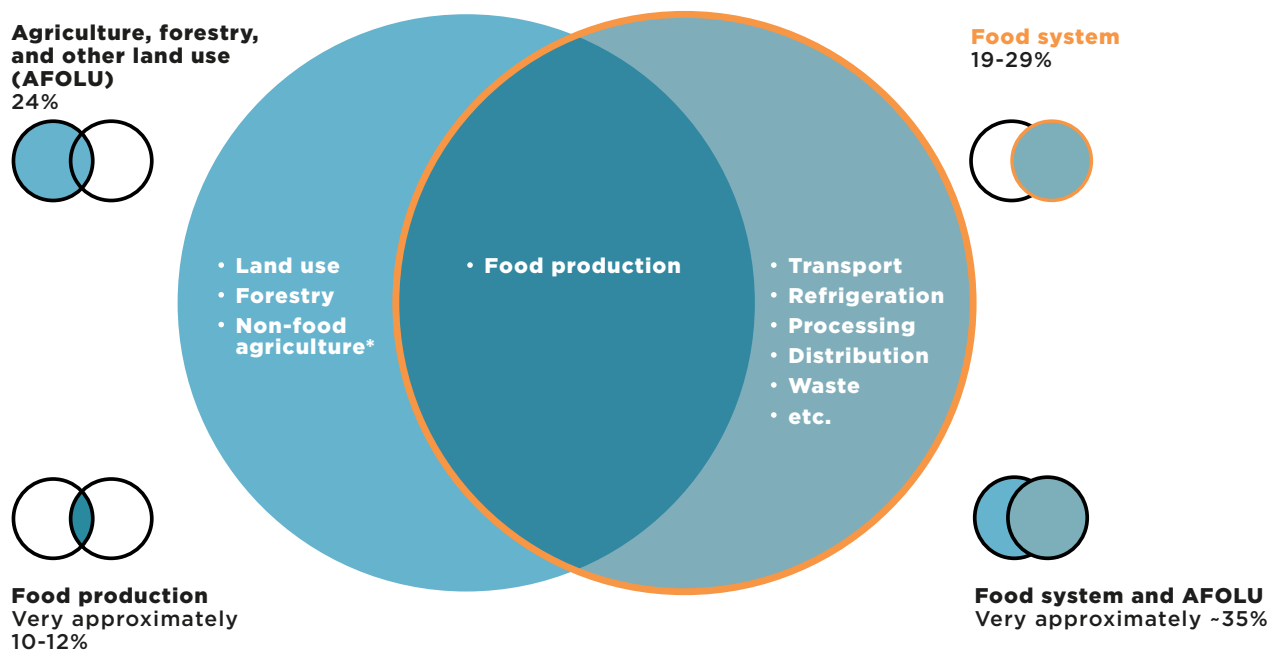 Agriculture, forestry,
and other land use
(AFOLU)
24%
Food system
19-29%
• Land use
• Forestry
• Non-food
agriculture*
• Food production
• Transport
• Refrigeration
• Processing
• Distribution
• Waste
• etc.
Food production
Very approximately
10-12%
Food system and AFOLU
Very approximately ~35%